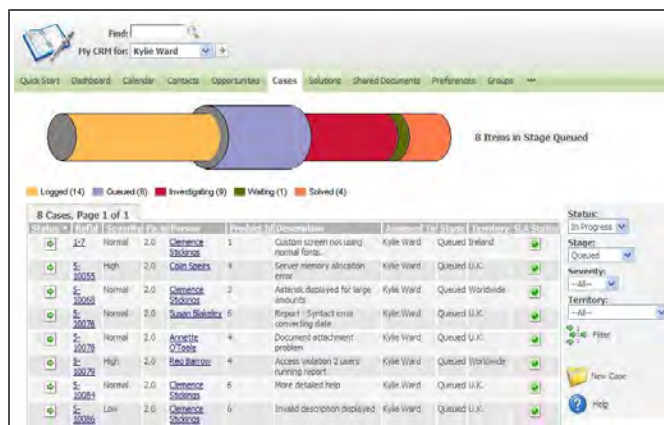 Find:
My CRM for: Kylie Ward
Quick Start Dashboard Calendar Contacts Opportunities Cases Solutions Shared Documents Preferences Groups
8 Items in Stage Queued
Logged (14) Queued (8) Investigating (9) Waiting (1) Solved (4)
8 Cases, Page 1 of 1
Status RefId Severity Person Product Description Stage Territory SLA Status
1-7 Normal 2.0 Clemence Stickings 1 Custom screen not using normal fonts. Kylie Ward Queued Ireland
5-10055 High 2.0 Colin Speirs 4 Server memory allocation error Kylie Ward Queued U.K.
5-10068 Normal 2.0 Clemence Stickings Asterisk displayed for large amounts Kylie Ward Queued Worldwide
5-10076 Normal 2.0 Susan Blakeley 6 Report - Syntact error converting date Kylie Ward Queued U.K.
5-10078 Normal 2.0 Annette O'Toole 4 Document attachment problem Kylie Ward Queued U.K.
5-10079 High 2.0 Reg Barrow 4 Access violation 2 users running report Kylie Ward Queued Worldwide
5-10084 Normal 2.0 Clemence Stickings 6 More detailed help Kylie Ward Queued U.K.
5-10086 Low 2.0 Clemence Stickings 6 Invalid description displayed Kylie Ward Queued U.K.
Status:
In Progress
Stage:
Queued
Severity:
--All--
Territory:
--All--
Filter
New Case
Help